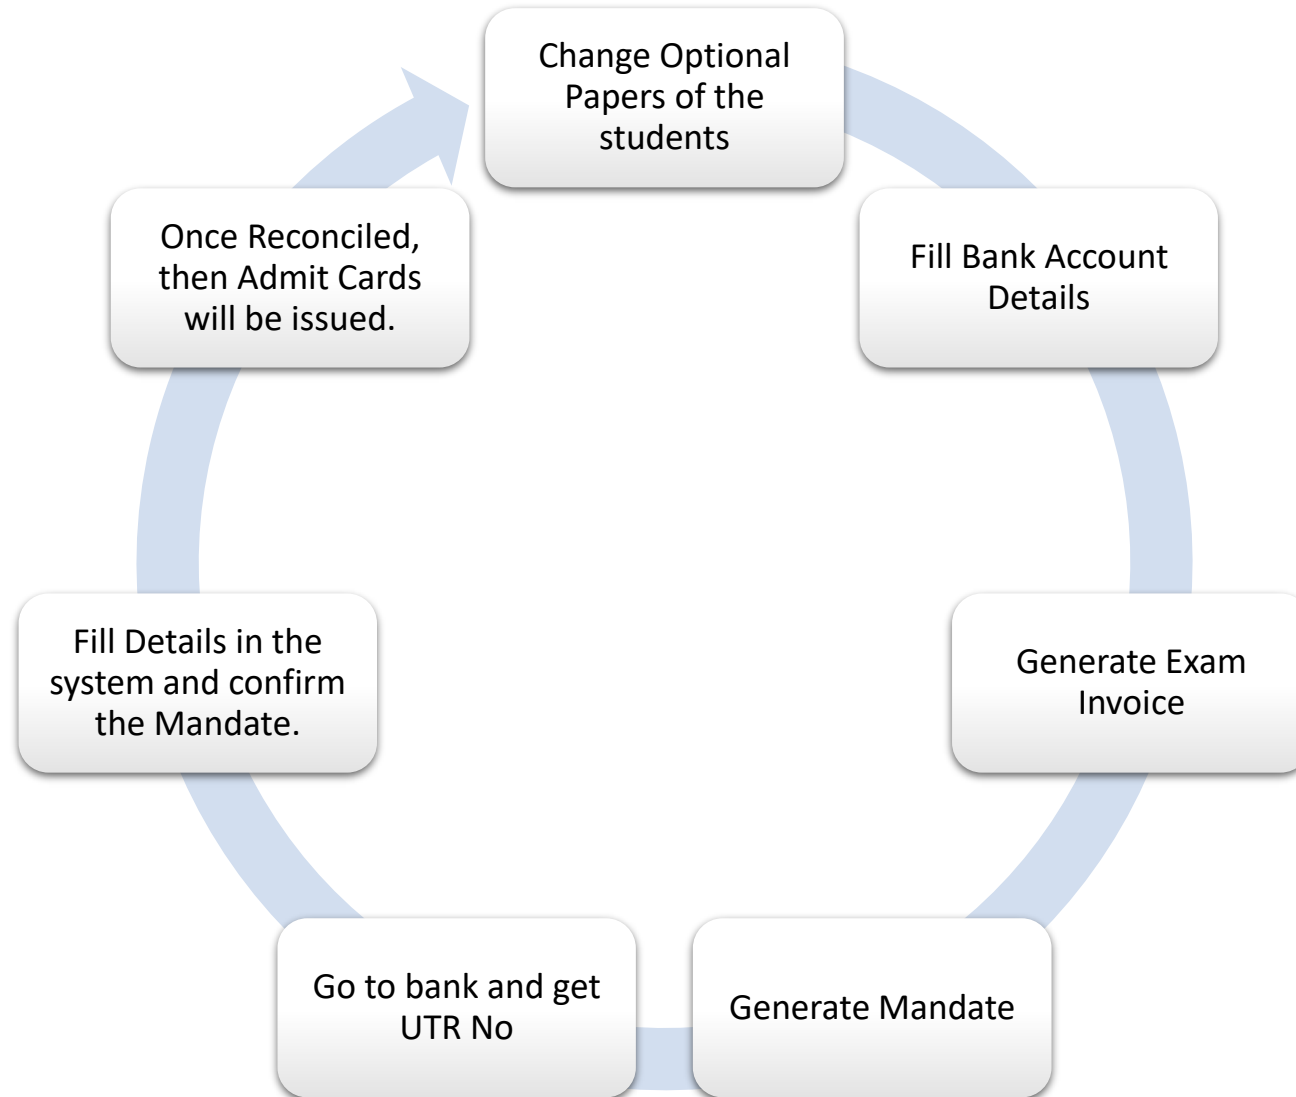 Change Optional
Papers of the
students
Fill Bank Account
Details
Generate Exam
Invoice
Generate Mandate
Go to bank and get
UTR No
Fill Details in the
system and confirm
the Mandate.
Once Reconciled,
then Admit Cards
will be issued.